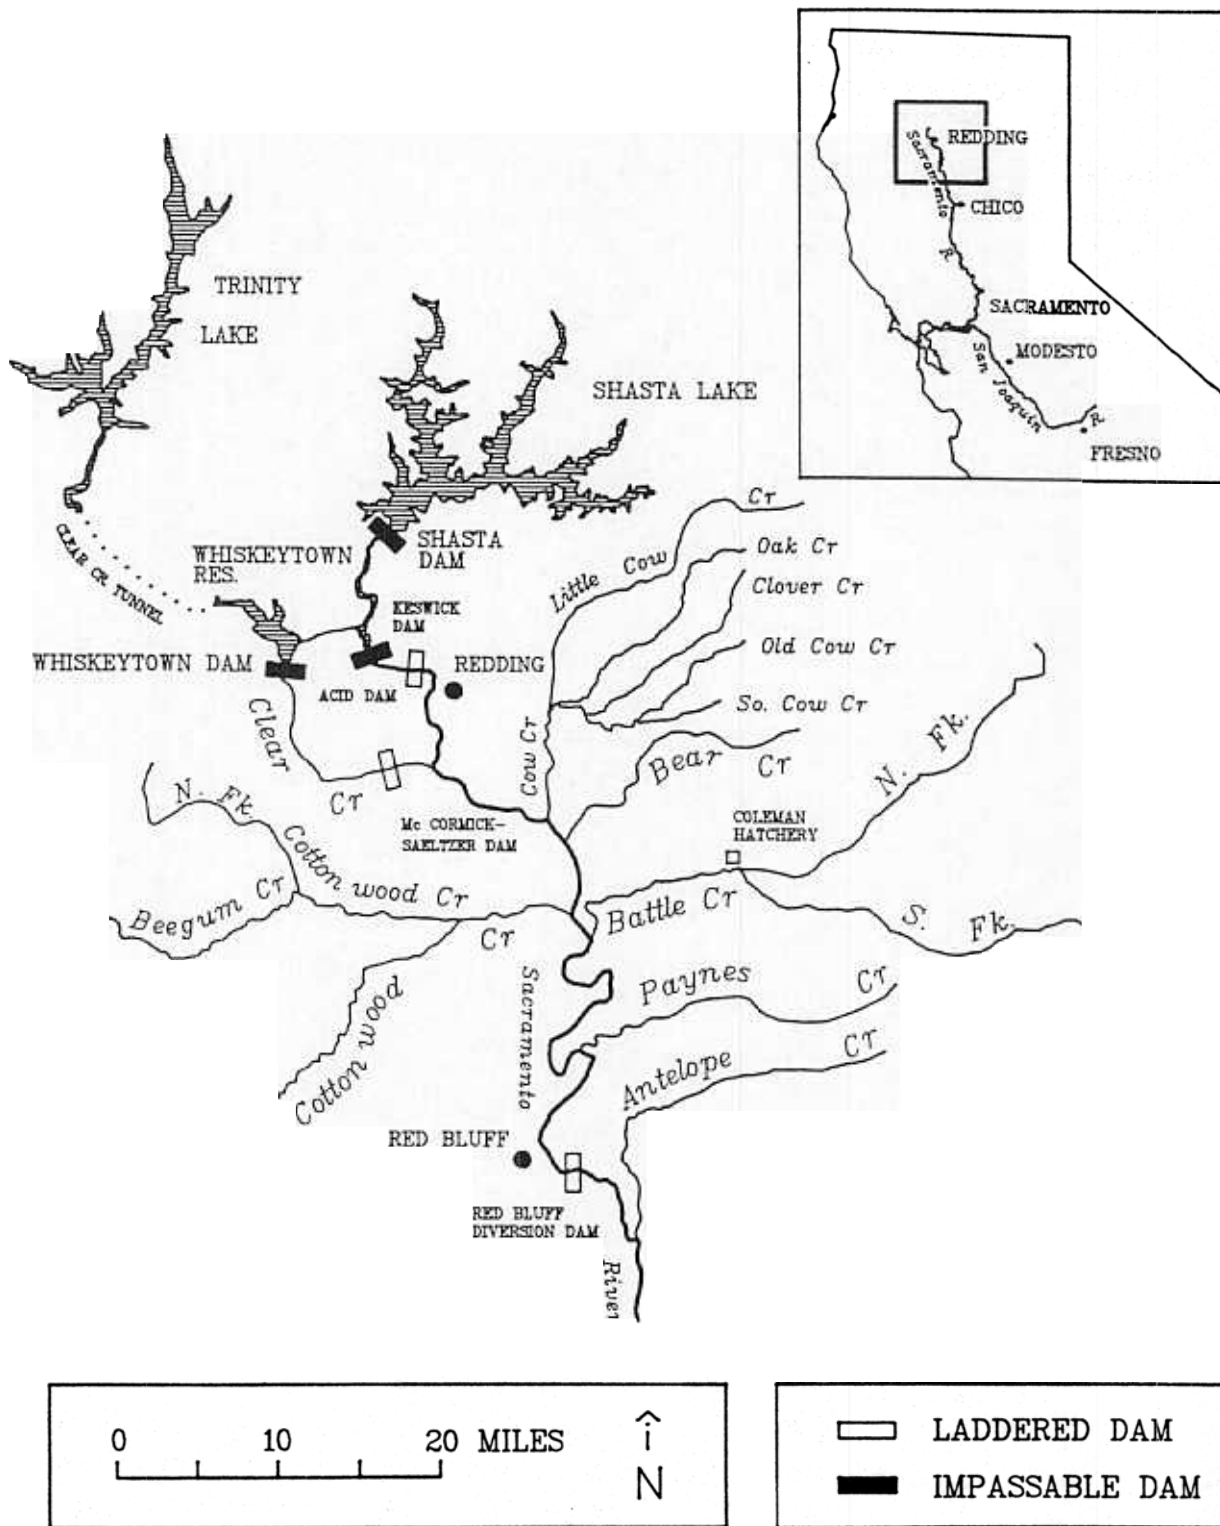 REDDING
Sacramento
CHICO
R
SACRAMENTO
MODESTO
San Joaquin
R
FRESNO
TRINITY
LAKE
SHASTA LAKE
CLEAR CR. TUNNEL
WHISKEYTOWN
RES.
SHASTA
DAM
KESWICK
DAM
WHISKEYTOWN DAM
ACID DAM
REDDING
Little Cow Cr
Oak Cr
Clover Cr
Old Cow Cr
So. Cow Cr
Cow Cr
Bear Cr
Clear Cr
Mc CORMICK-
SAELTZER DAM
COLEMAN
HATCHERY
N. Fk.
N. Fk.
Cotton wood Cr
Beegum Cr
Cr
Cotton wood
Battle Cr
S. Fk.
Paynes Cr
Antelope Cr
Sacramento
RED BLUFF
RED BLUFF
DIVERSION DAM
River
0 10 20 MILES
N
LADDERED DAM
IMPASSABLE DAM